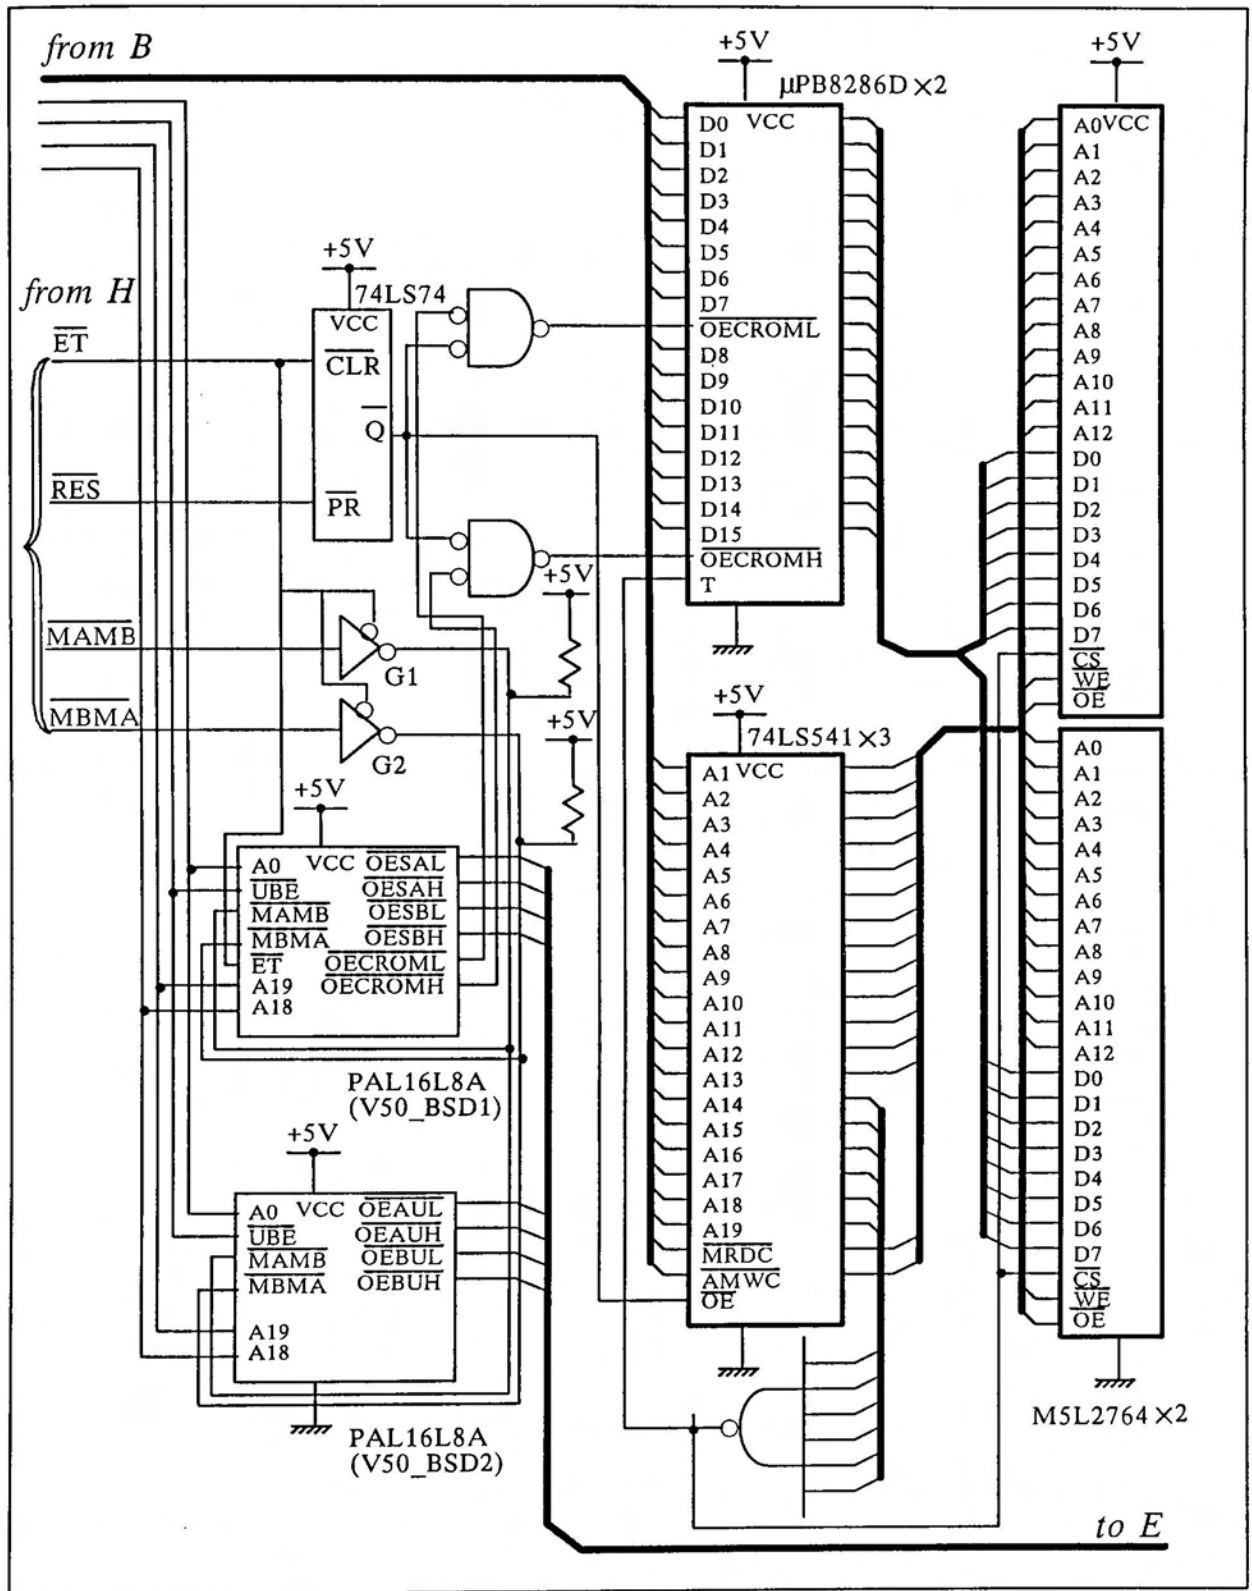 from B
+5V
+5V
μPB8286D×2
D0 VCC
D1
D2
D3
D4
D5
D6
D7
OECROML
D8
D9
D10
D11
D12
D13
D14
D15
OECROMH
T
A0 VCC
A1
A2
A3
A4
A5
A6
A7
A8
A9
A10
A11
A12
D0
D1
D2
D3
D4
D5
D6
D7
CS
WE
OE
+5V
from H
74LS74
VCC
ET
CLR
Q
RES
PR
+5V
MAMB
G1
MBMA
+5V
G2
+5V
74LS541×3
A1 VCC
A2
A3
A4
A5
A6
A7
A8
A9
A10
A11
A12
A13
A14
A15
A16
A17
A18
A19
MRDC
AMWC
OE
A0
A1
A2
A3
A4
A5
A6
A7
A8
A9
A10
A11
A12
D0
D1
D2
D3
D4
D5
D6
D7
CS
WE
OE
M5L2764×2
+5V
A0 VCC OESAL
UBE OESAH
MAMB OESBL
MBMA OESBH
ET OECROML
A19 OECROMH
A18
PAL16L8A
(V50_BSD1)
+5V
A0 VCC OEAUL
UBE OEAUH
MAMB OEBUL
MBMA OEBUH
A19
A18
PAL16L8A
(V50_BSD2)
to E